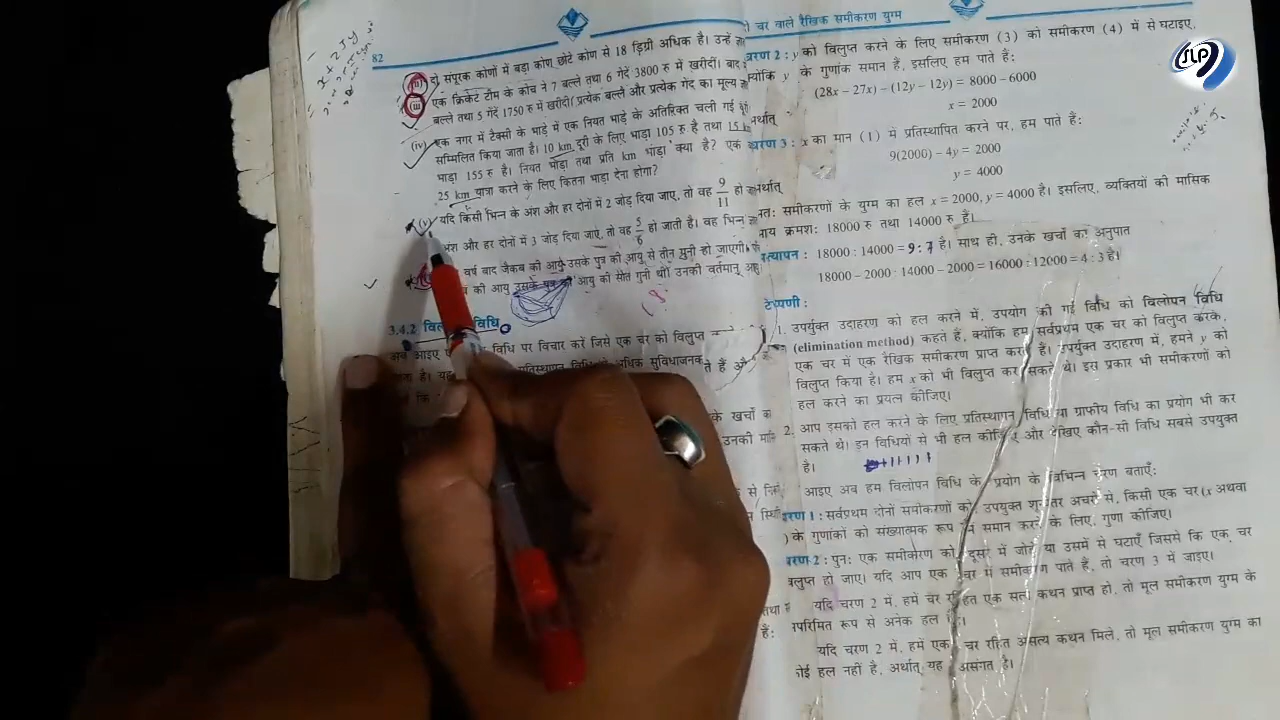 82
दो संपूरक कोणों में बड़ा कोण छोटे कोण से 18 डिग्री अधिक है। उन्हें
(iii) एक क्रिकेट टीम के कोच ने 7 बल्ले तथा 6 गेंदें 3800 रु में खरीदीं। बाद
बल्ले तथा 5 गेंदें 1750 रु में खरीदीं। प्रत्येक बल्ले और प्रत्येक गेंद का मूल्य
(iv) एक नगर में टैक्सी के भाड़े में एक नियत भाड़े के अतिरिक्त चली गई
सम्मिलित किया जाता है। 10 km दूरी के लिए भाड़ा 105 रु है तथा 15 km
भाड़ा 155 रु है। नियत भाड़ा तथा प्रति km भाड़ा क्या है? एक
25 km यात्रा करने के लिए कितना भाड़ा देना होगा?
(v) यदि किसी भिन्न के अंश और हर दोनों में 2 जोड़ दिया जाए, तो वह 9/11 हो
अंश और हर दोनों में 3 जोड़ दिया जाए, तो वह 5/6 हो जाती है। वह भिन्न
वर्ष बाद जैकब की आयु उसके पुत्र की आयु से तीन गुनी हो जाएगी।
की आयु उसके पुत्र की आयु की सात गुनी थी। उनकी वर्तमान
3.4.2 विधि
अब आइए विधि पर विचार करें जिसे एक चर को विलुप्त
अधिक सुविधाजनक
के खर्चों
उनकी
दो चर वाले रैखिक समीकरण युग्म
चरण 2 : y को विलुप्त करने के लिए समीकरण (3) को समीकरण (4) में से घटाइए,
क्योंकि y के गुणांक समान हैं, इसलिए हम पाते हैं:
(28x − 27x) − (12y − 12y) = 8000 − 6000
x = 2000
चरण 3 : x का मान (1) में प्रतिस्थापित करने पर, हम पाते हैं:
9(2000) − 4y = 2000
y = 4000
अतः समीकरणों के युग्म का हल x = 2000, y = 4000 है। इसलिए, व्यक्तियों की मासिक
आय क्रमशः 18000 रु तथा 14000 रु हैं।
सत्यापन : 18000 : 14000 = 9 : 7 है। साथ ही, उनके खर्चों का अनुपात
18000 − 2000 : 14000 − 2000 = 16000 : 12000 = 4 : 3 है।
टिप्पणी :
1. उपर्युक्त उदाहरण को हल करने में, उपयोग की गई विधि को विलोपन विधि
(elimination method) कहते हैं, क्योंकि हम सर्वप्रथम एक चर को विलुप्त करके,
एक चर में एक रैखिक समीकरण प्राप्त करते हैं। उपर्युक्त उदाहरण में, हमने y को
विलुप्त किया है। हम x को भी विलुप्त कर सकते थे। इस प्रकार भी समीकरणों को
हल करने का प्रयत्न कीजिए।
2. आप इसको हल करने के लिए प्रतिस्थापन विधि या ग्राफीय विधि का प्रयोग भी कर
सकते थे। इन विधियों से भी हल कीजिए और देखिए कौन-सी विधि सबसे उपयुक्त
है।
आइए अब हम विलोपन विधि के प्रयोग के विभिन्न चरण बताएँ:
चरण 1 : सर्वप्रथम दोनों समीकरणों को उपयुक्त शून्येतर अचरों से, किसी एक चर (x अथवा
) के गुणांकों को संख्यात्मक रूप में समान करने के लिए, गुणा कीजिए।
चरण 2 : पुनः एक समीकरण को दूसरे में जोड़ें या उसमें से घटाएँ जिससे कि एक चर
विलुप्त हो जाए। यदि आप एक चर में समीकरण पाते हैं, तो चरण 3 में जाइए।
यदि चरण 2 में, हमें चर रहित एक सत्य कथन प्राप्त हो, तो मूल समीकरण युग्म के
अपरिमित रूप से अनेक हल हैं।
यदि चरण 2 में, हमें एक चर रहित असत्य कथन मिले, तो मूल समीकरण युग्म का
कोई हल नहीं है, अर्थात् यह असंगत है।
SLP